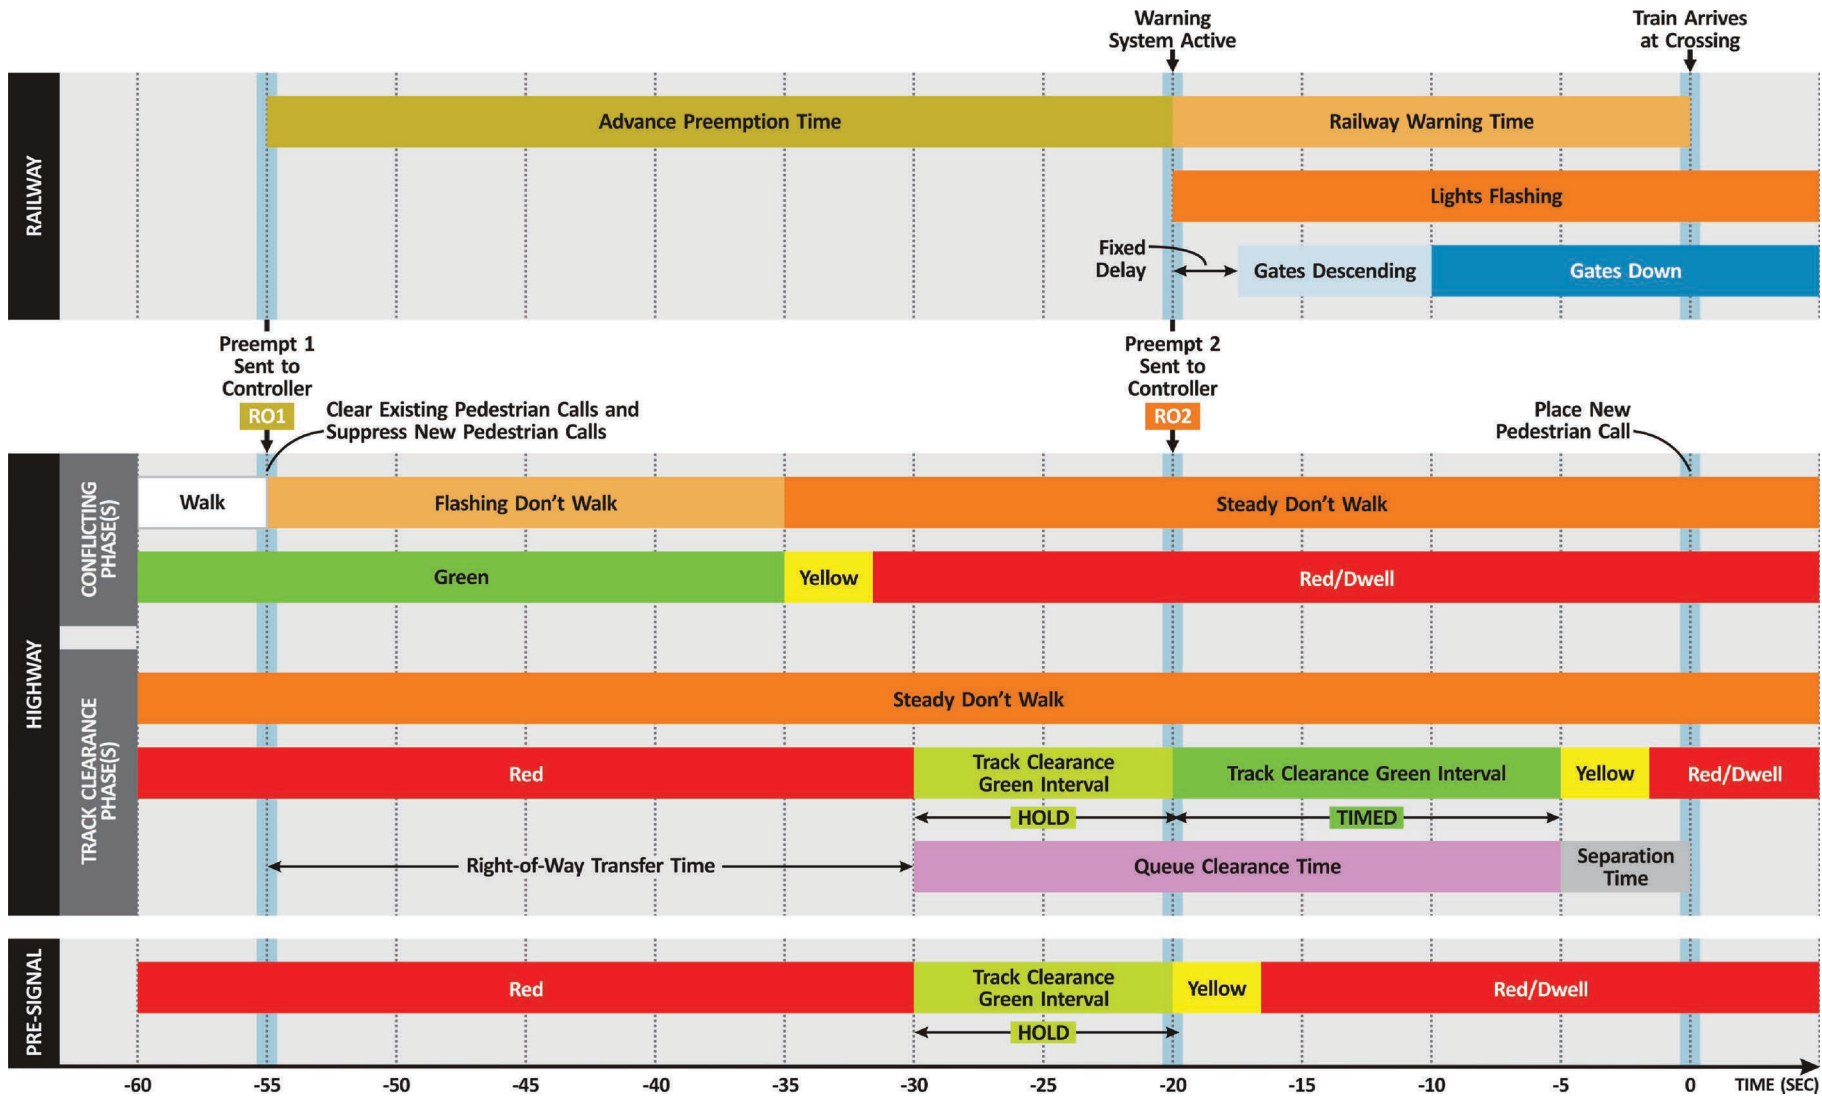 Warning
System Active
Train Arrives
at Crossing
RAILWAY
Advance Preemption Time
Railway Warning Time
Lights Flashing
Fixed
Delay
Gates Descending
Gates Down
Preempt 1
Sent to
Controller
RO1
Clear Existing Pedestrian Calls and
Suppress New Pedestrian Calls
Preempt 2
Sent to
Controller
RO2
Place New
Pedestrian Call
HIGHWAY
CONFLICTING
PHASE(S)
Walk
Flashing Don't Walk
Steady Don't Walk
Green
Yellow
Red/Dwell
TRACK CLEARANCE
PHASE(S)
Steady Don't Walk
Red
Track Clearance
Green Interval
Track Clearance Green Interval
Yellow
Red/Dwell
HOLD
TIMED
Right-of-Way Transfer Time
Queue Clearance Time
Separation
Time
PRE-SIGNAL
Red
Track Clearance
Green Interval
Yellow
Red/Dwell
HOLD
-60 -55 -50 -45 -40 -35 -30 -25 -20 -15 -10 -5 0 TIME (SEC)